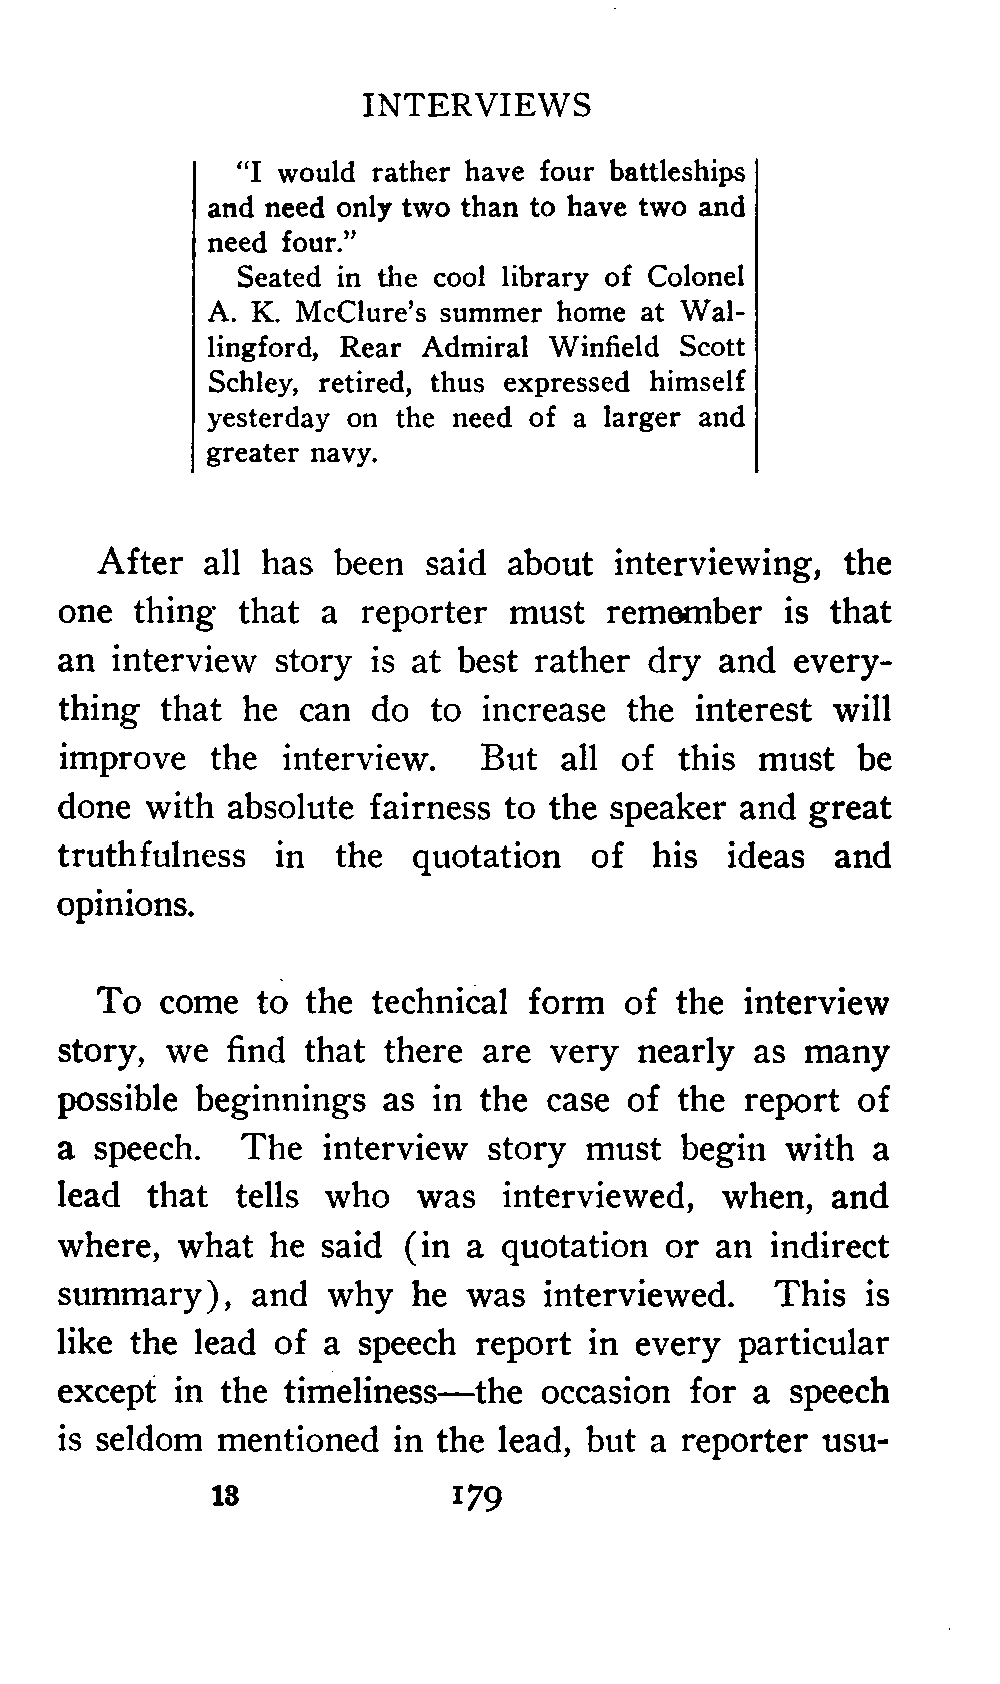 INTERVIEWS
"I would rather have four battleships
and need only two than to have two and
need four."
Seated in the cool library of Colonel
A. K. McClure's summer home at Wal-
lingford, Rear Admiral Winfield Scott
Schley, retired, thus expressed himself
yesterday on the need of a larger and
greater navy.
After all has been said about interviewing, the
one thing that a reporter must remember is that
an interview story is at best rather dry and every-
thing that he can do to increase the interest will
improve the interview. But all of this must be
done with absolute fairness to the speaker and great
truthfulness in the quotation of his ideas and
opinions.
To come to the technical form of the interview
story, we find that there are very nearly as many
possible beginnings as in the case of the report of
a speech. The interview story must begin with a
lead that tells who was interviewed, when, and
where, what he said (in a quotation or an indirect
summary), and why he was interviewed. This is
like the lead of a speech report in every particular
except in the timeliness—the occasion for a speech
is seldom mentioned in the lead, but a reporter usu-
13 179